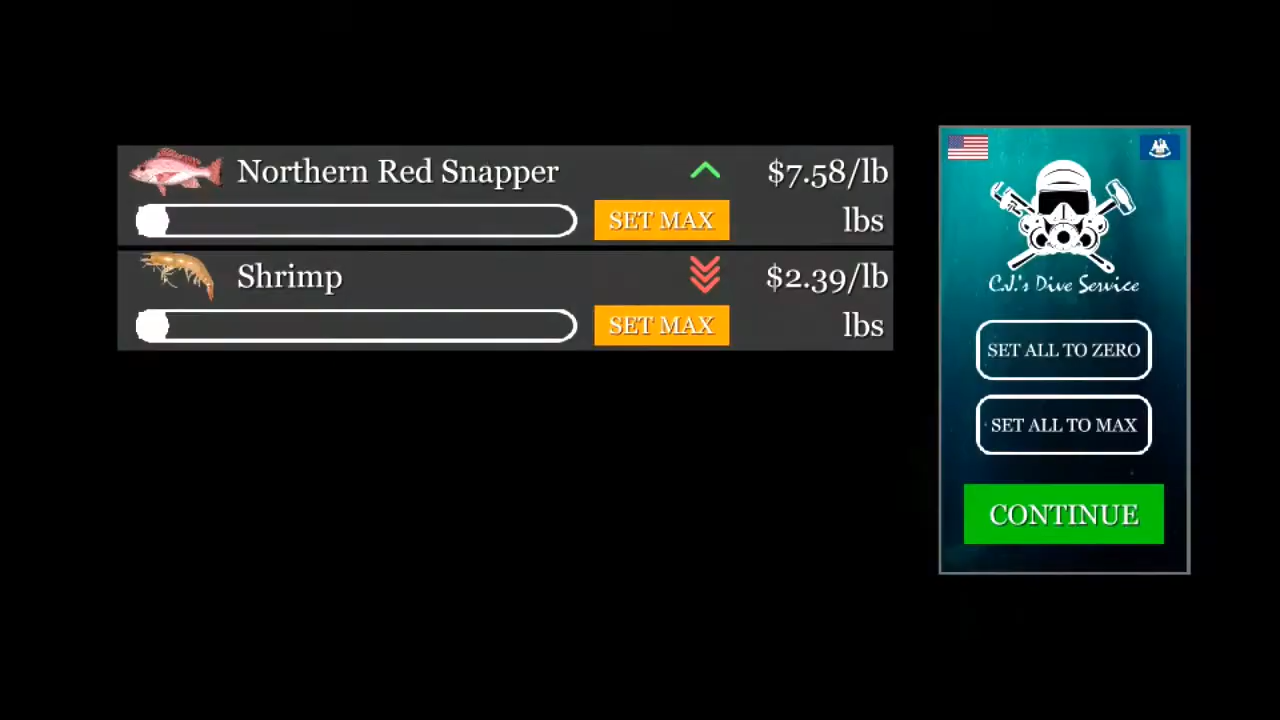 Northern Red Snapper $7.58/lb
SET MAX lbs
Shrimp $2.39/lb
SET MAX lbs
C.J.'s Dive Service
SET ALL TO ZERO
SET ALL TO MAX
CONTINUE